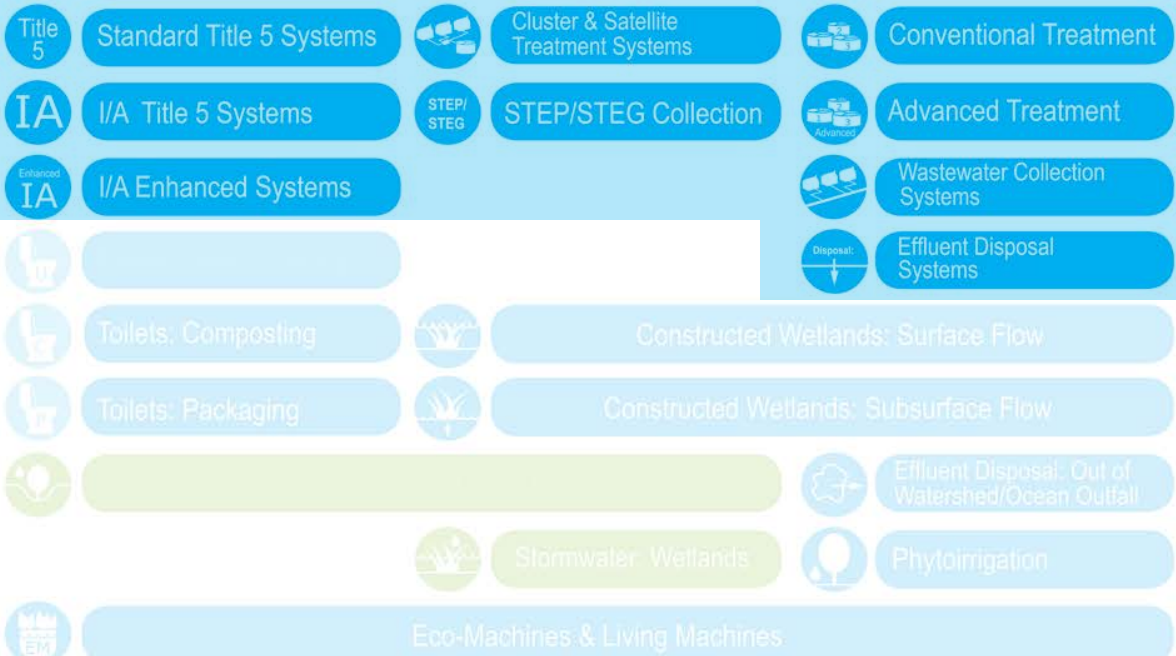 Title
5
Standard Title 5 Systems
Cluster & Satellite
Treatment Systems
Conventional Treatment
IA
I/A Title 5 Systems
STEP/
STEG
STEP/STEG Collection
Advanced
Advanced Treatment
Enhanced
IA
I/A Enhanced Systems
Wastewater Collection
Systems
Disposal:
Effluent Disposal
Systems
Toilets: Composting
Constructed Wetlands: Surface Flow
Toilets: Packaging
Constructed Wetlands: Subsurface Flow
Effluent Disposal: Out of
Watershed/Ocean Outfall
Stormwater: Wetlands
Phytoirrigation
EM
Eco-Machines & Living Machines